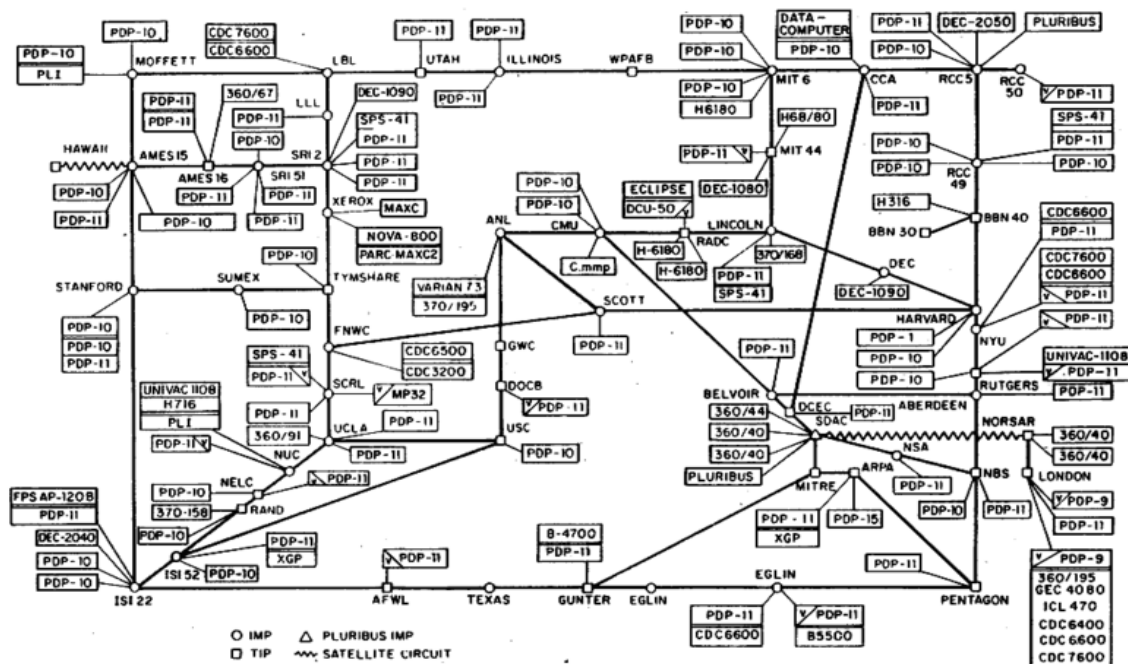 PDP-10
CDC7600
CDC6600
PDP-11
PDP-11
PDP-10
DATA-
COMPUTER
PDP-10
PDP-11
DEC-2050
PLURIBUS
PDP-10
PLI
PDP-10
PDP-10
MOFFETT
LBL
UTAH
ILLINOIS
WPAFB
MIT 6
CCA
RCC 5
RCC
50
PDP-10
H6180
PDP-11
PDP-11
PDP-11
LLL
DEC-1090
SPS-41
PDP-11
PDP-11
PDP-11
PDP-11
PDP-11
360/67
PDP-11
PDP-10
H68/80
PDP-11
MIT 44
DEC-1080
SPS-41
PDP-11
PDP-10
PDP-10
PDP-10
RCC
49
HAWAII
AMES 15
AMES 16
SRI 51
SRI 2
PDP-10
PDP-11
PDP-10
PDP-11
PDP-11
PDP-11
XEROX
MAXC
NOVA-800
PARC-MAXC2
PDP-10
PDP-10
ECLIPSE
DCU-50
H316
BBN 40
BBN 30
CDC6600
PDP-11
CDC7600
CDC6600
PDP-11
PDP-11
ANL
CMU
RADC
LINCOLN
C.mmp
H-6180
H-6180
370/168
PDP-11
SPS-41
DEC
DEC-1090
STANFORD
SUMEX
PDP-10
TYMSHARE
PDP-10
VARIAN 73
370/195
SCOTT
PDP-11
HARVARD
NYU
PDP-1
PDP-10
PDP-10
PDP-10
PDP-10
PDP-11
FNWC
CDC6500
CDC3200
GWC
UNIVAC-1108
PDP-11
PDP-11
RUTGERS
SPS-41
PDP-11
SCRL
MP32
DOCB
PDP-11
PDP-11
BELVOIR
DCEC
PDP-11
ABERDEEN
UNIVAC 1108
H716
PLI
PDP-11
PDP-11
360/91
UCLA
PDP-11
PDP-11
USC
PDP-10
360/44
360/40
360/40
PLURIBUS
SDAC
NORSAR
360/40
360/40
NUC
NSA
PDP-11
MITRE
ARPA
NBS
PDP-10
PDP-11
LONDON
PDP-9
PDP-11
NELC
PDP-10
PDP-11
370-158
RAND
PDP-10
FPS AP-120B
PDP-11
DEC-2040
PDP-10
PDP-10
PDP-11
XGP
PDP-10
ISI 52
B-4700
PDP-11
PDP-11
XGP
PDP-15
PDP-11
PDP-11
PDP-9
360/195
GEC 4080
ICL 470
CDC6400
CDC6600
CDC7600
ISI 22
AFWL
TEXAS
GUNTER
EGLIN
EGLIN
PENTAGON
PDP-11
CDC6600
PDP-11
B5500
IMP
PLURIBUS IMP
TIP
SATELLITE CIRCUIT